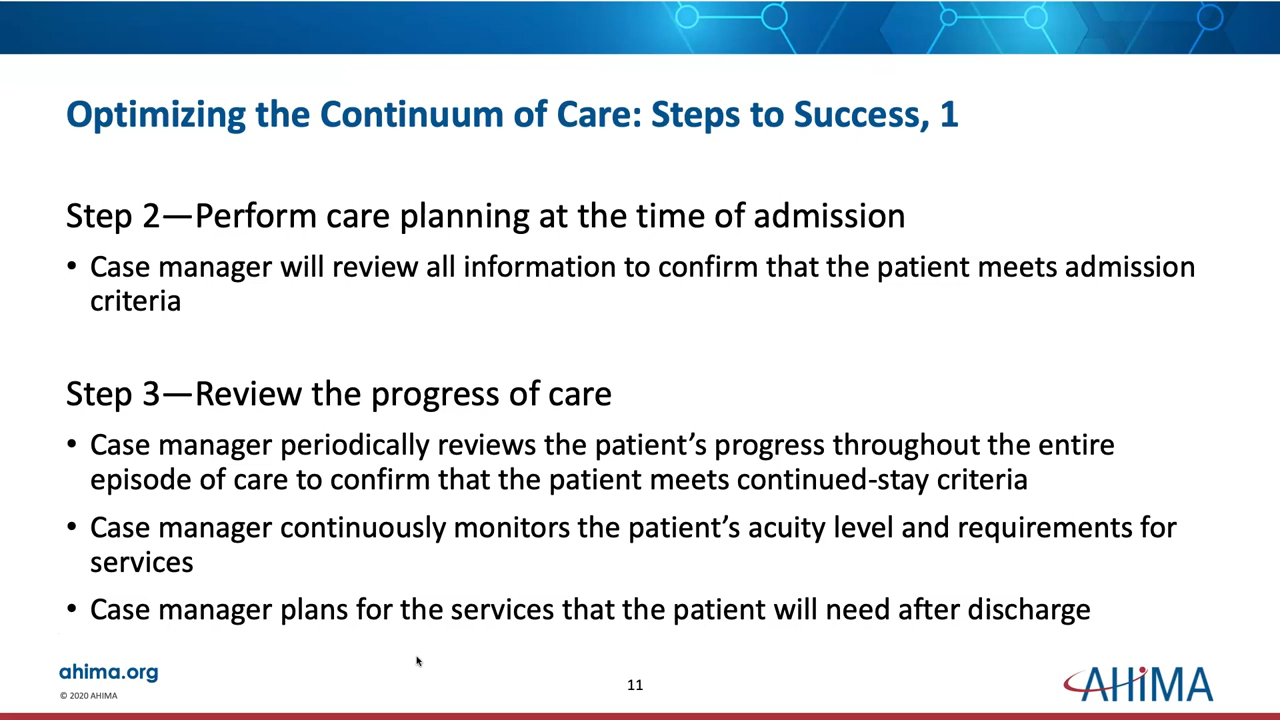 Optimizing the Continuum of Care: Steps to Success, 1
Step 2—Perform care planning at the time of admission
• Case manager will review all information to confirm that the patient meets admission
criteria
Step 3—Review the progress of care
• Case manager periodically reviews the patient’s progress throughout the entire
episode of care to confirm that the patient meets continued-stay criteria
• Case manager continuously monitors the patient’s acuity level and requirements for
services
• Case manager plans for the services that the patient will need after discharge
ahima.org
© 2020 AHIMA
11
AHiMA